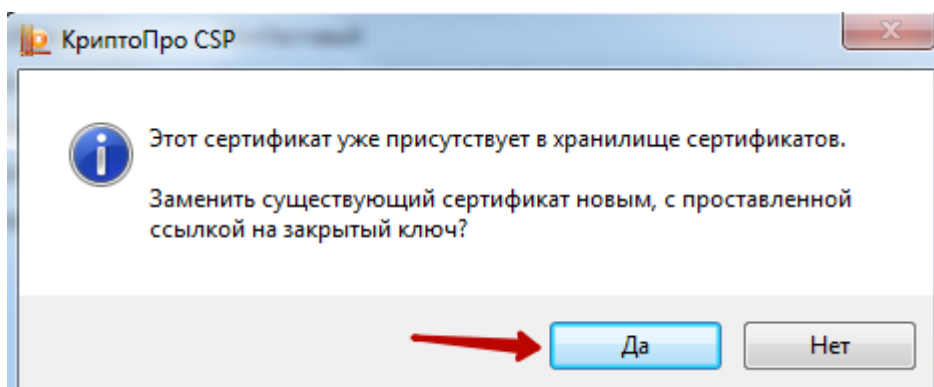 КриптоПро CSP
Этот сертификат уже присутствует в хранилище сертификатов.
Заменить существующий сертификат новым, с проставленной
ссылкой на закрытый ключ?
Да
Нет